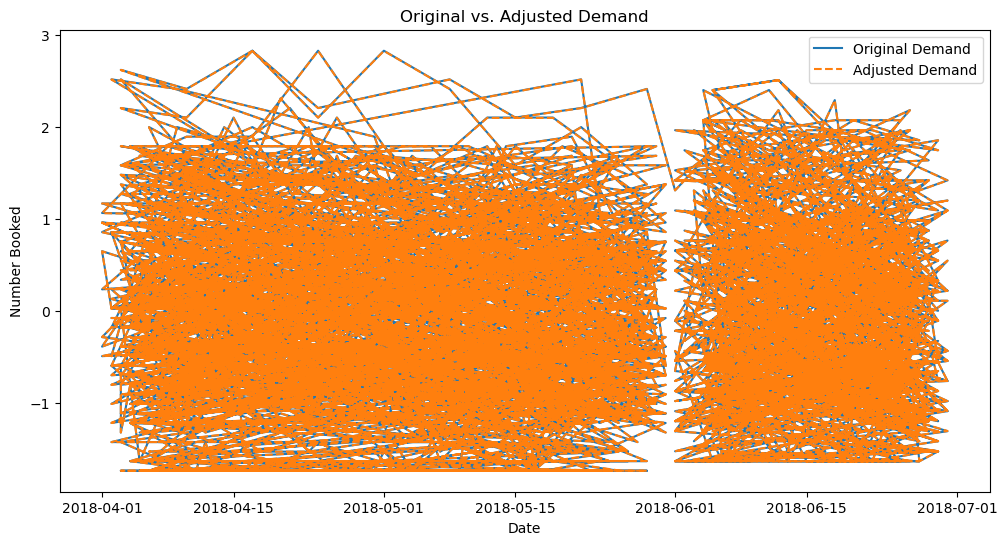 Original vs. Adjusted Demand
Original Demand
Adjusted Demand
3
2
1
0
−1
Number Booked
2018-04-01
2018-04-15
2018-05-01
2018-05-15
2018-06-01
2018-06-15
2018-07-01
Date